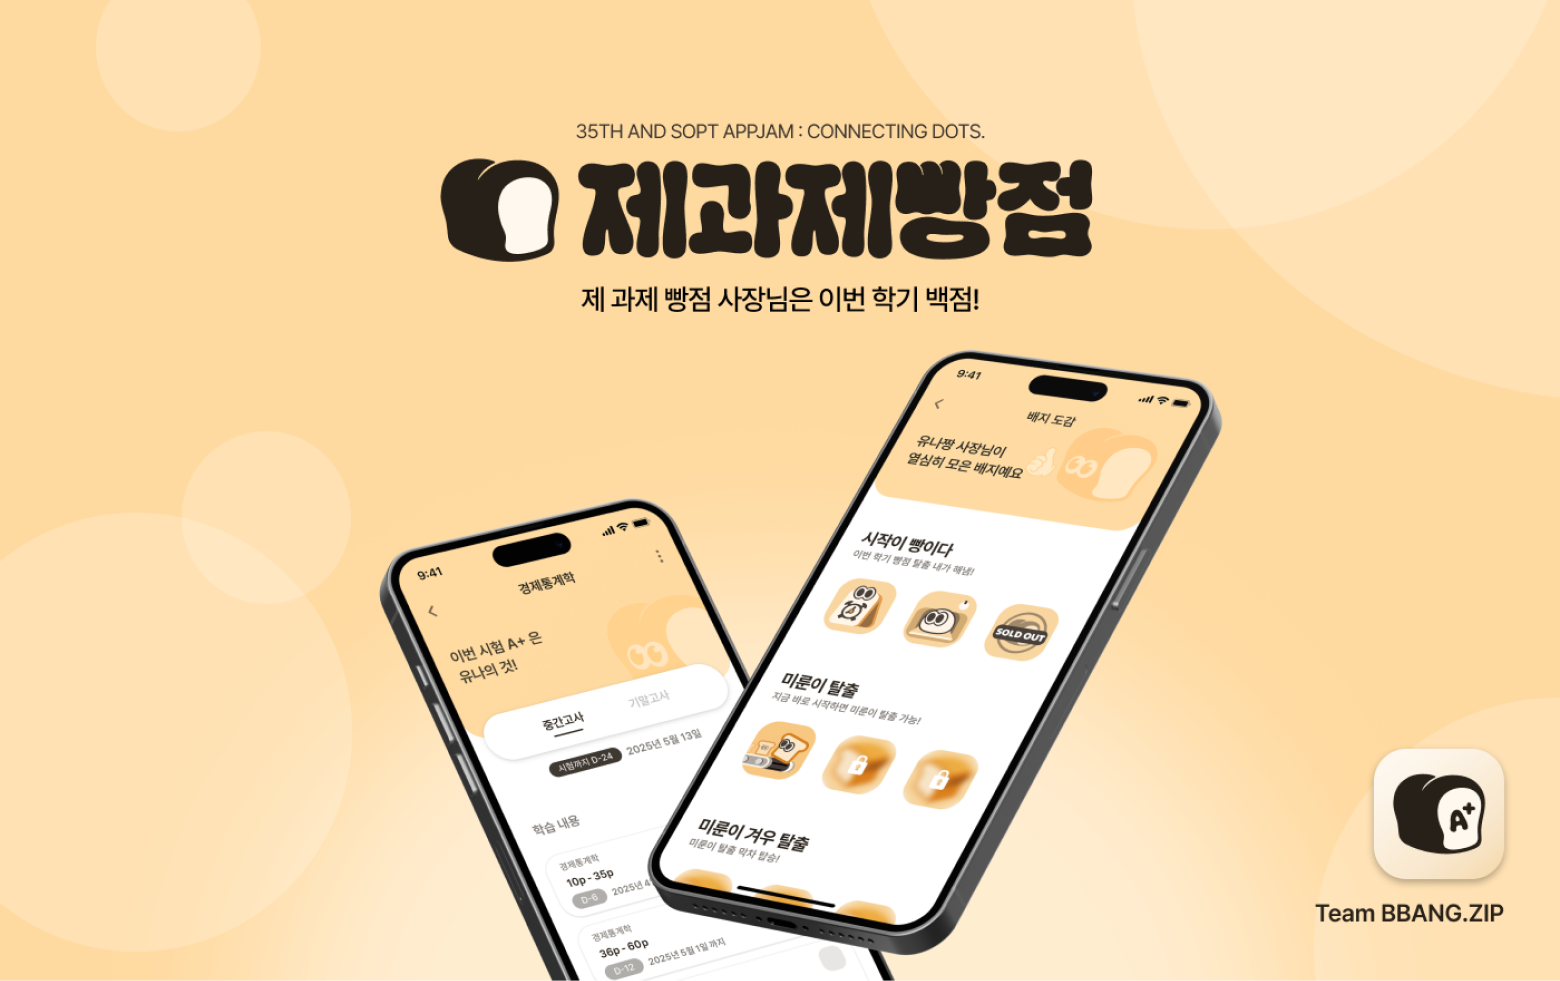 35TH AND SOPT APPJAM : CONNECTING DOTS.
제과제빵점
제 과제 빵점 사장님은 이번 학기 백점!
9:41
배지 도감
유나짱 사장님이
열심히 모은 배지예요
시작이 빵이다
이번 학기 빵점 탈출 내가 해냄!
SOLD OUT
미룬이 탈출
지금 바로 시작하면 미룬이 탈출 가능!
미룬이 겨우 탈출
미룬이 탈출 막차 탑승!
9:41
경제통계학
이번 시험 A+ 은
유나의 것!
중간고사
기말고사
시험까지 D-24
2025년 5월 13일
학습 내용
경제통계학
10p - 35p
D-6
2025년 4
경제통계학
36p - 60p
D-12
2025년 5월 1일 까지
A+
Team BBANG.ZIP